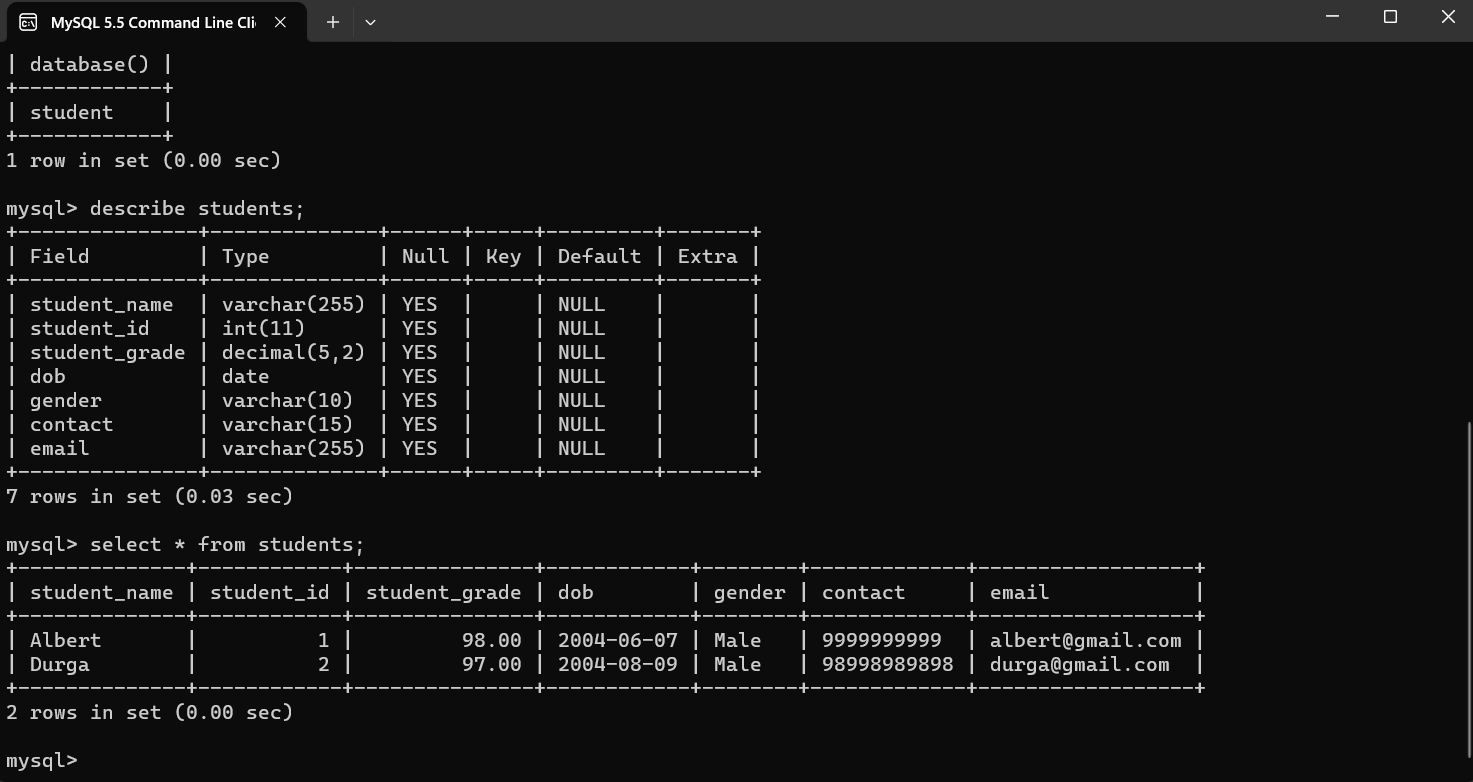 MySQL 5.5 Command Line Cli
| database() |
+------------+
| student    |
+------------+
1 row in set (0.00 sec)

mysql> describe students;
+---------------+--------------+------+-----+---------+-------+
| Field         | Type         | Null | Key | Default | Extra |
+---------------+--------------+------+-----+---------+-------+
| student_name  | varchar(255) | YES  |     | NULL    |       |
| student_id    | int(11)      | YES  |     | NULL    |       |
| student_grade | decimal(5,2) | YES  |     | NULL    |       |
| dob           | date         | YES  |     | NULL    |       |
| gender        | varchar(10)  | YES  |     | NULL    |       |
| contact       | varchar(15)  | YES  |     | NULL    |       |
| email         | varchar(255) | YES  |     | NULL    |       |
+---------------+--------------+------+-----+---------+-------+
7 rows in set (0.03 sec)

mysql> select * from students;
+--------------+------------+---------------+------------+--------+-------------+------------------+
| student_name | student_id | student_grade | dob        | gender | contact     | email            |
+--------------+------------+---------------+------------+--------+-------------+------------------+
| Albert       |          1 |         98.00 | 2004-06-07 | Male   | 9999999999  | albert@gmail.com |
| Durga        |          2 |         97.00 | 2004-08-09 | Male   | 98998989898 | durga@gmail.com  |
+--------------+------------+---------------+------------+--------+-------------+------------------+
2 rows in set (0.00 sec)

mysql>